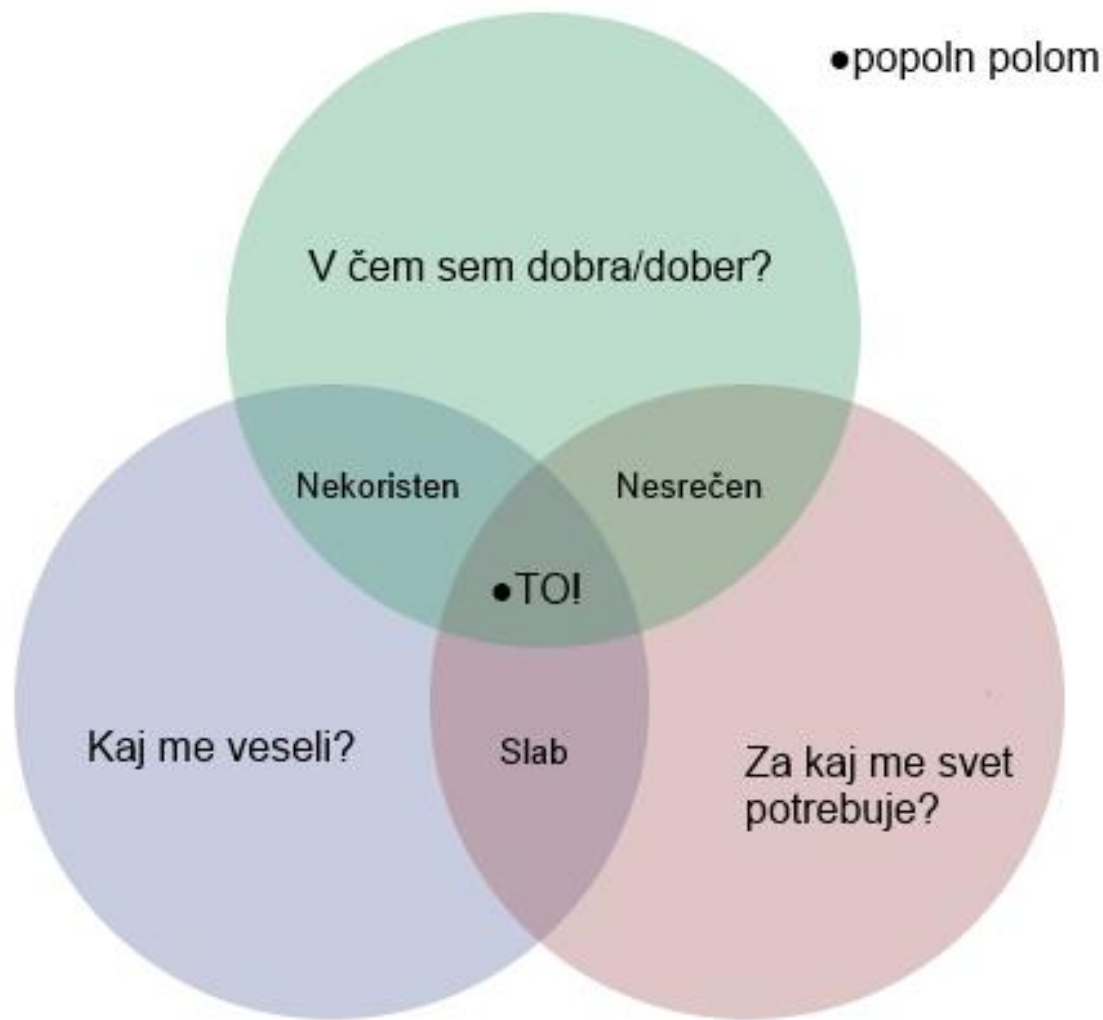 ●popoln polom
V čem sem dobra/dober?
Nekoristen
Nesrečen
●TO!
Kaj me veseli?
Slab
Za kaj me svet
potrebuje?